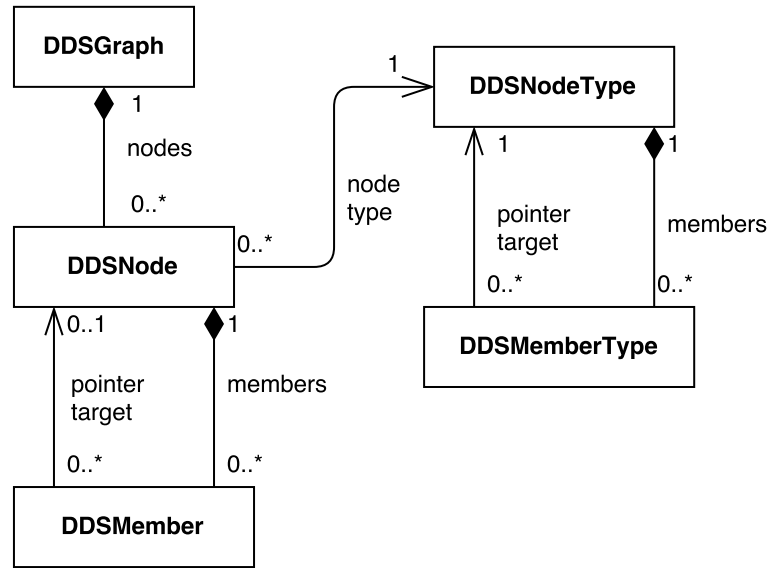 DDSGraph
1
nodes
0..*
DDSNode
0..*
node
type
1
DDSNodeType
1
pointer
target
0..*
1
members
0..*
DDSMemberType
0..1
pointer
target
0..*
1
members
0..*
DDSMember